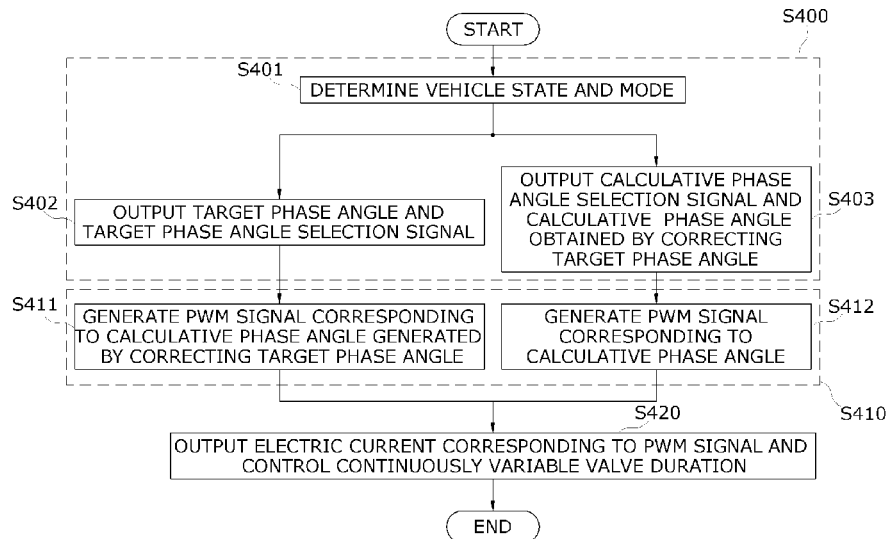 START
S400
S401
DETERMINE VEHICLE STATE AND MODE
S402
OUTPUT TARGET PHASE ANGLE AND
TARGET PHASE ANGLE SELECTION SIGNAL
OUTPUT CALCULATIVE PHASE
ANGLE SELECTION SIGNAL AND
CALCULATIVE PHASE ANGLE
OBTAINED BY CORRECTING
TARGET PHASE ANGLE
S403
S411
GENERATE PWM SIGNAL CORRESPONDING
TO CALCULATIVE PHASE ANGLE GENERATED
BY CORRECTING TARGET PHASE ANGLE
GENERATE PWM SIGNAL
CORRESPONDING TO
CALCULATIVE PHASE ANGLE
S412
S410
S420
OUTPUT ELECTRIC CURRENT CORRESPONDING TO PWM SIGNAL AND
CONTROL CONTINUOUSLY VARIABLE VALVE DURATION
END